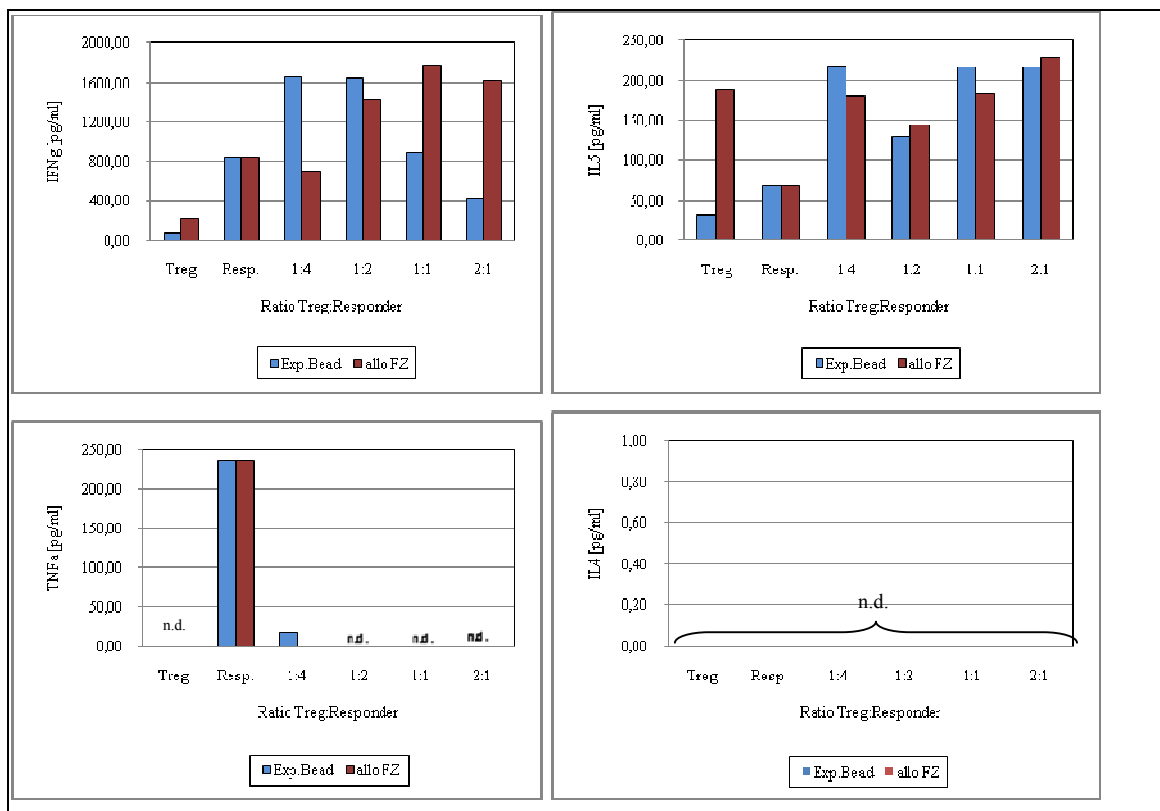 2000,00
1600,00
1200,00
800,00
400,00
0,00
IFNg [pg/ml]
Treg Resp. 1:4 1:2 1:1 2:1
Ratio Treg:Responder
Exp.Bead allo FZ
250,00
200,00
150,00
100,00
50,00
0,00
IL5 [pg/ml]
Treg Resp. 1:4 1:2 1:1 2:1
Ratio Treg:Responder
Exp.Bead allo FZ
250,00
200,00
150,00
100,00
50,00
0,00
TNFa [pg/ml]
n.d. n.d. n.d. n.d.
Treg Resp. 1:4 1:2 1:1 2:1
Ratio Treg:Responder
Exp.Bead allo FZ
1,00
0,80
0,60
0,40
0,20
0,00
IL4 [pg/ml]
n.d.
Treg Resp 1:4 1:2 1:1 2:1
Ratio Treg:Responder
Exp.Bead allo FZ